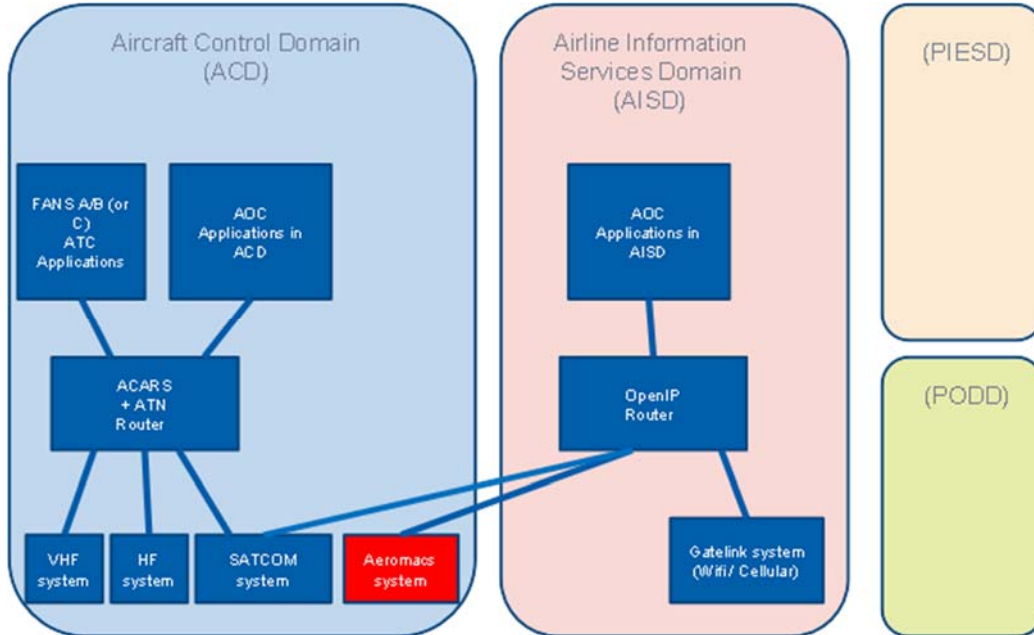 Aircraft Control Domain
(ACD)
Airline Information
Services Domain
(AISD)
(PIESD)
FANS A/B (or
C)
ATC
Applications
AOC
Applications in
ACD
AOC
Applications in
AISD
ACARS
+ ATN
Router
OpenIP
Router
(PODD)
VHF
system
HF
system
SATCOM
system
Aeromacs
system
Gatelink system
(Wifi/ Cellular)